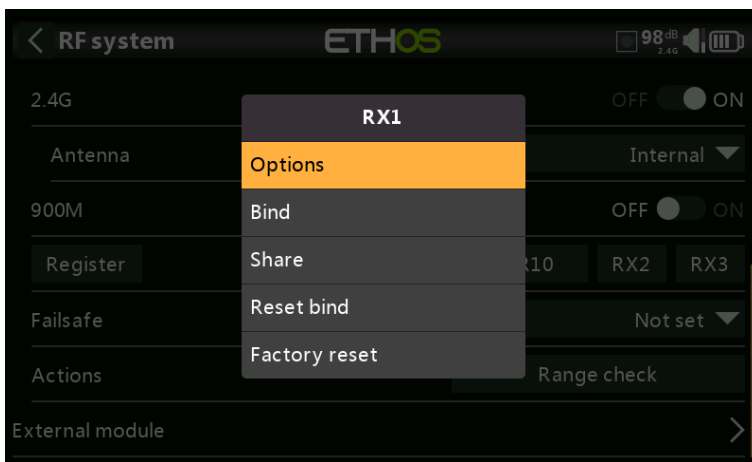 RF system ETHOS 98dB 2.4G
2.4G OFF ON
RX1
Antenna Internal
Options
900M OFF ON
Bind
Register Share R10 RX2 RX3
Reset bind
Failsafe Not set
Factory reset
Actions Range check
External module